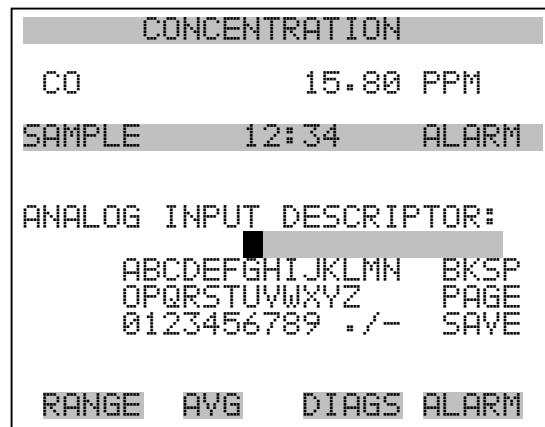 CONCENTRATION
CO 15.80 PPM
SAMPLE 12:34 ALARM
ANALOG INPUT DESCRIPTOR:
ABCDEFGHIJKLMN BKSP
OPQRSTUVWXYZ PAGE
0123456789 ./- SAVE
RANGE AVG DIAGS ALARM